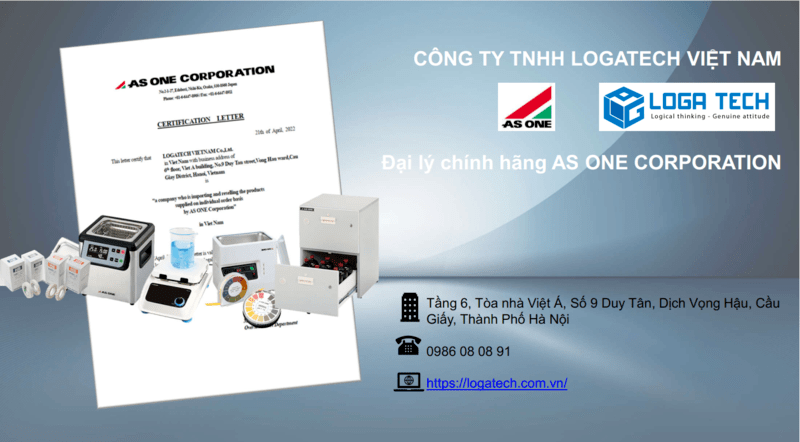 AS ONE CORPORATION
CERTIFICATION LETTER
21th of April, 2022
This letter certify that
LOGATECH VIETNAM Co.,Ltd.
in Viet Nam with business address of
6th floor, Viet A building, No.9 Duy Tan street, Vong Hau ward, Cau
Giay District, Hanoi, Vietnam
is
"a company who is importing and reselling the products
supplied on individual order basis
by AS ONE Corporation"
in Viet Nam
Department
CÔNG TY TNHH LOGATECH VIỆT NAM
AS ONE
LOGA TECH
Logical thinking - Genuine attitude
Đại lý chính hãng AS ONE CORPORATION
Tầng 6, Tòa nhà Việt Á, Số 9 Duy Tân, Dịch Vọng Hậu, Cầu
Giấy, Thành Phố Hà Nội
0986 08 08 91
https://logatech.com.vn/